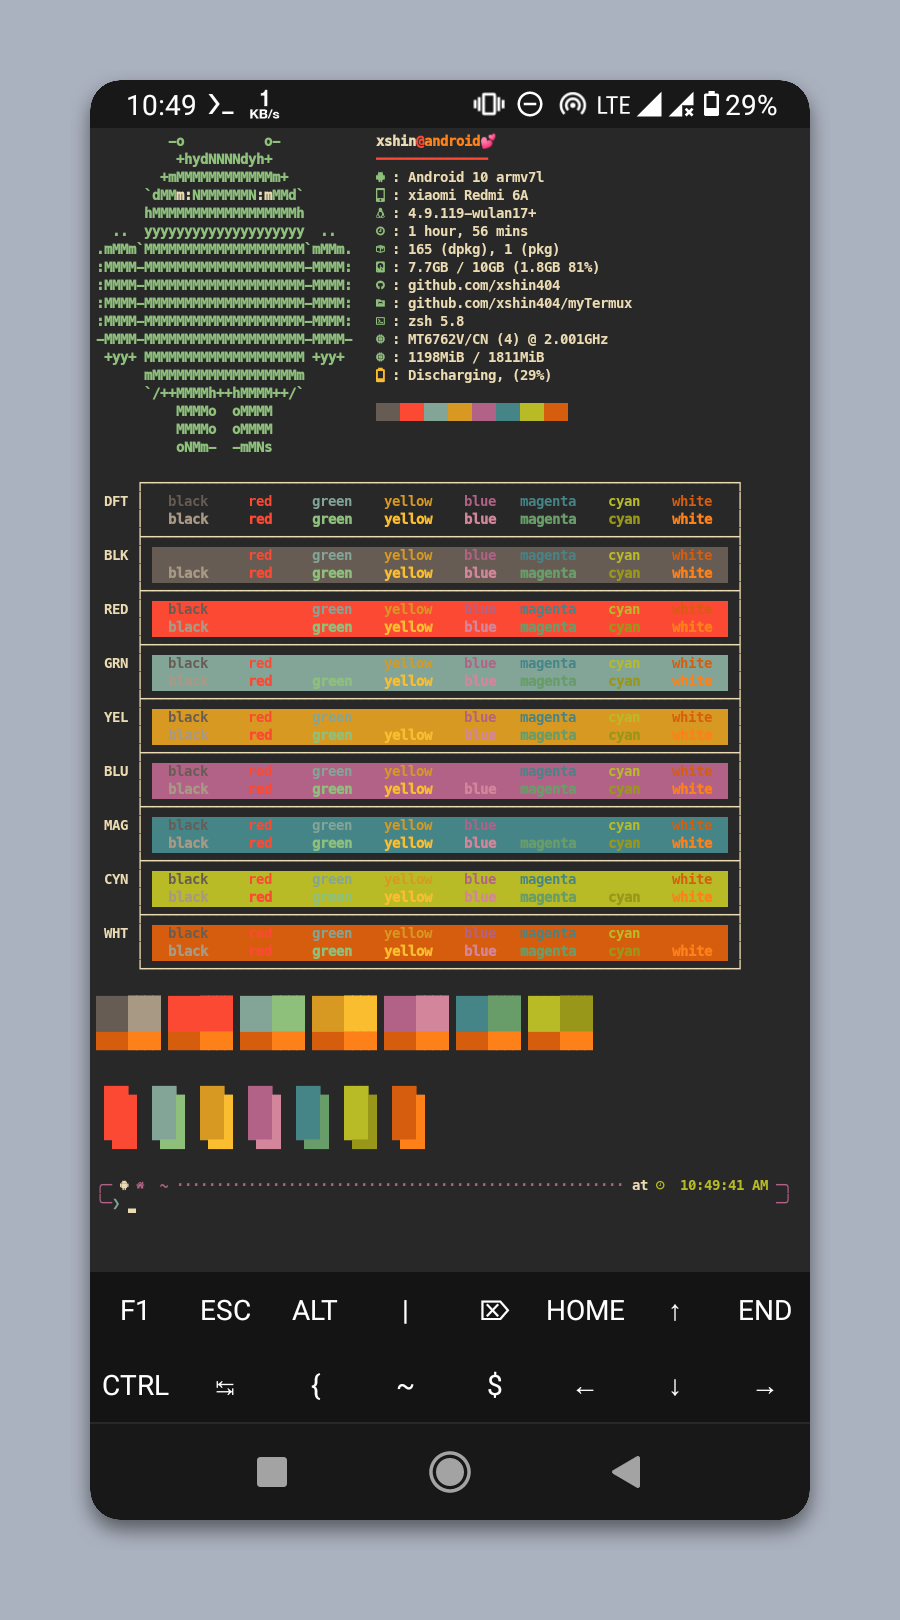 10:49 1 KB/s LTE 29%
-o o-
+hydNNNNdyh+
+mMMMMMMMMMMMMm+
`dMMm:NMMMMMMN:mMMd`
hMMMMMMMMMMMMMMMMMMh
.. yyyyyyyyyyyyyyyyyyyy ..
.mMMm`MMMMMMMMMMMMMMMMMMMM`mMMm.
:MMMM-MMMMMMMMMMMMMMMMMMMM-MMMM:
:MMMM-MMMMMMMMMMMMMMMMMMMM-MMMM:
:MMMM-MMMMMMMMMMMMMMMMMMMM-MMMM:
:MMMM-MMMMMMMMMMMMMMMMMMMM-MMMM:
-MMMM-MMMMMMMMMMMMMMMMMMMM-MMMM-
+yy+ MMMMMMMMMMMMMMMMMMMM +yy+
mMMMMMMMMMMMMMMMMMMm
`/++MMMMh++hMMMM++/`
MMMMo oMMMM
MMMMo oMMMM
oNMm- -mMNs
xshin@android💕
: Android 10 armv7l
: xiaomi Redmi 6A
: 4.9.119-wulan17+
: 1 hour, 56 mins
: 165 (dpkg), 1 (pkg)
: 7.7GB / 10GB (1.8GB 81%)
: github.com/xshin404
: github.com/xshin404/myTermux
: zsh 5.8
: MT6762V/CN (4) @ 2.001GHz
: 1198MiB / 1811MiB
: Discharging, (29%)
DFT black red green yellow blue magenta cyan white
black red green yellow blue magenta cyan white
BLK red green yellow blue magenta cyan white
black red green yellow blue magenta cyan white
RED black green yellow blue magenta cyan white
black green yellow blue magenta cyan white
GRN black red yellow blue magenta cyan white
black red green yellow blue magenta cyan white
YEL black red green blue magenta cyan white
black red green yellow blue magenta cyan white
BLU black red green yellow magenta cyan white
black red green yellow blue magenta cyan white
MAG black red green yellow blue cyan white
black red green yellow blue magenta cyan white
CYN black red green yellow blue magenta white
black red green yellow blue magenta cyan white
WHT black red green yellow blue magenta cyan
black red green yellow blue magenta cyan white
~ ........................................................ at 10:49:41 AM
❯
F1 ESC ALT | ⌦ HOME ↑ END
CTRL ↹ { ~ $ ← ↓ →